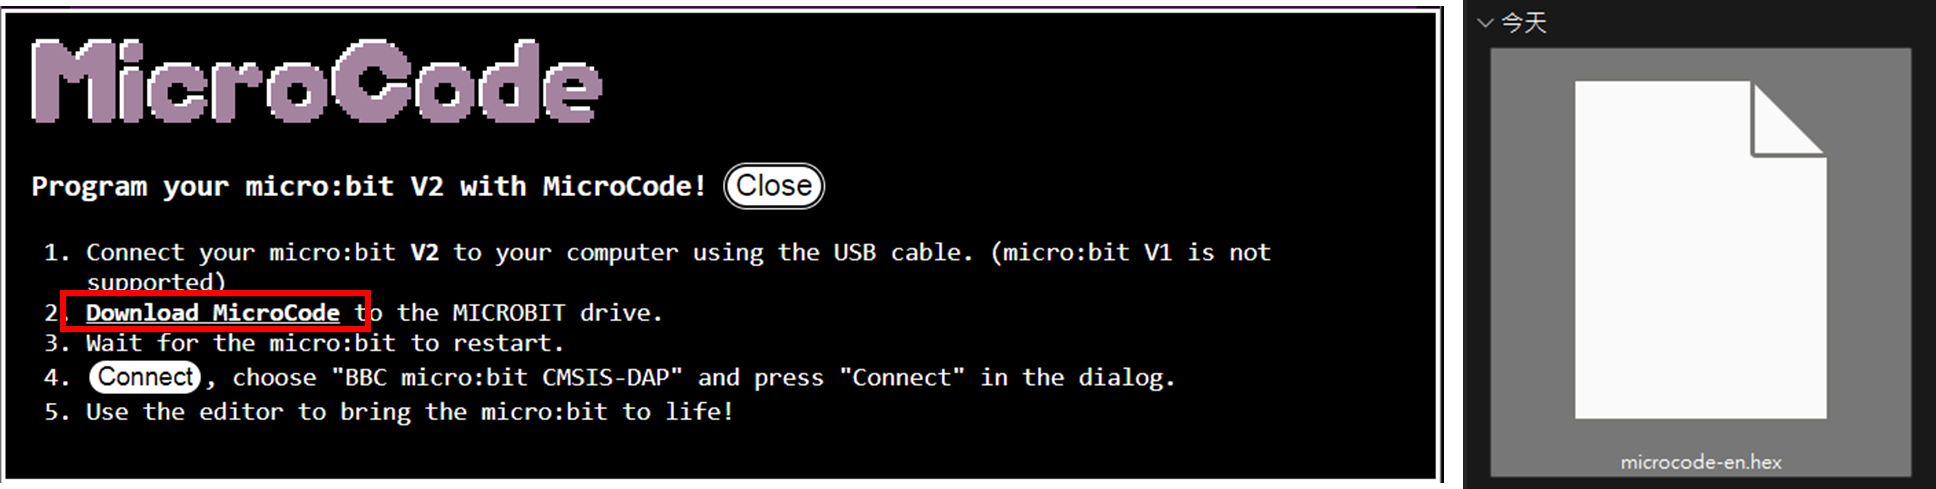 MicroCode
Program your micro:bit V2 with MicroCode! Close
1. Connect your micro:bit V2 to your computer using the USB cable. (micro:bit V1 is not
supported)
2. Download MicroCode to the MICROBIT drive.
3. Wait for the micro:bit to restart.
4. Connect, choose "BBC micro:bit CMSIS-DAP" and press "Connect" in the dialog.
5. Use the editor to bring the micro:bit to life!
今天
microcode-en.hex